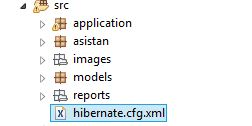 src
application
asistan
images
models
reports
hibernate.cfg.xml